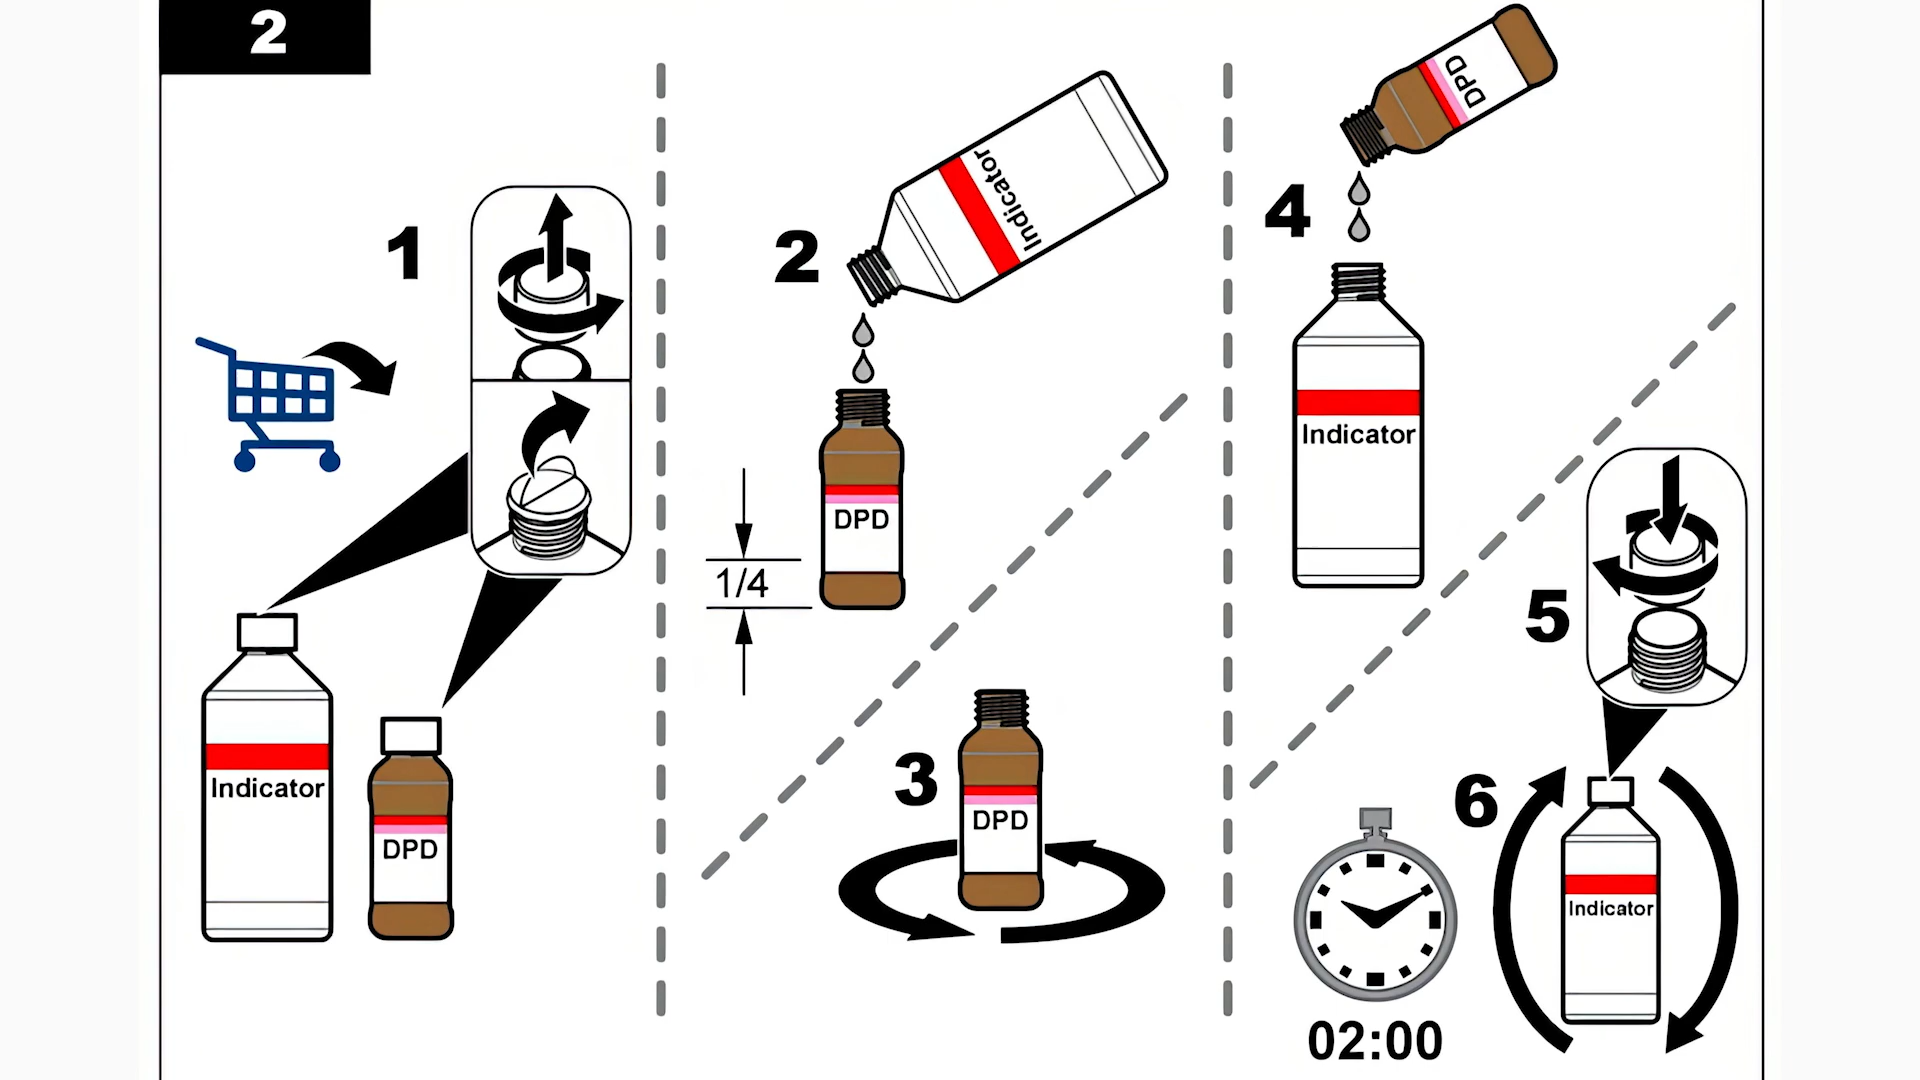 2
1
Indicator
DPD
2
Indicator
DPD
1/4
3
DPD
4
DPD
Indicator
5
6
Indicator
02:00